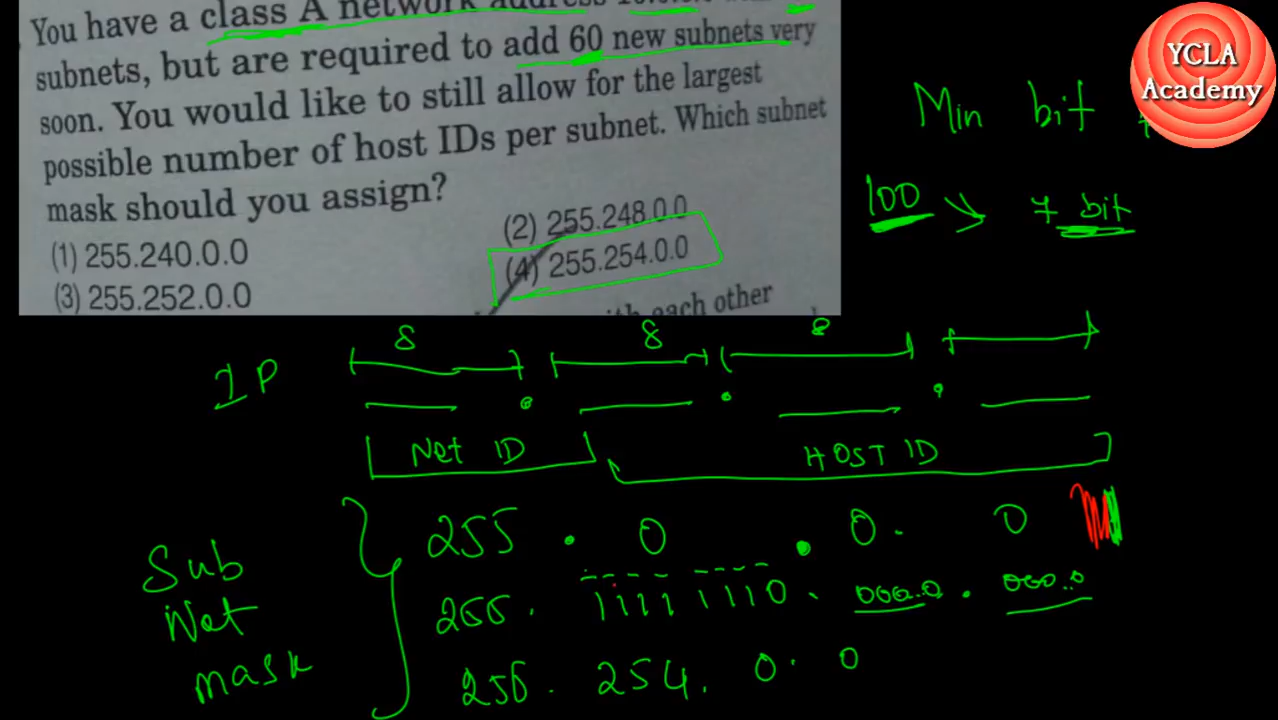 You have a class A network address
subnets, but are required to add 60 new subnets very
soon. You would like to still allow for the largest
possible number of host IDs per subnet. Which subnet
mask should you assign?
(1) 255.240.0.0
(2) 255.248.0.0
(3) 255.252.0.0
(4) 255.254.0.0
with each other
YCLA
Academy
Min bit
100 7 bit
8 8 8
IP
Net ID HOST ID
Sub
Net
mask
255 . 0 . 0 . 0
255 . 11111110 . 000..0 . 000..0
255 . 254 . 0 . 0